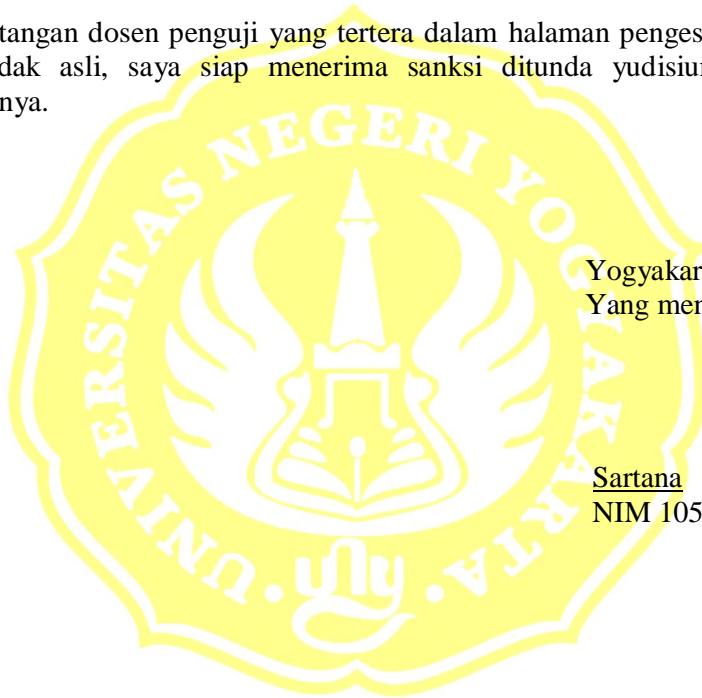 tangan dosen penguji yang tertera dalam halaman penges
dak asli, saya siap menerima sanksi ditunda yudisiu
nya.
UNIVERSITAS NEGERI YOGYAKARTA
Yogyakar
Yang men
Sartana
NIM 105
uny